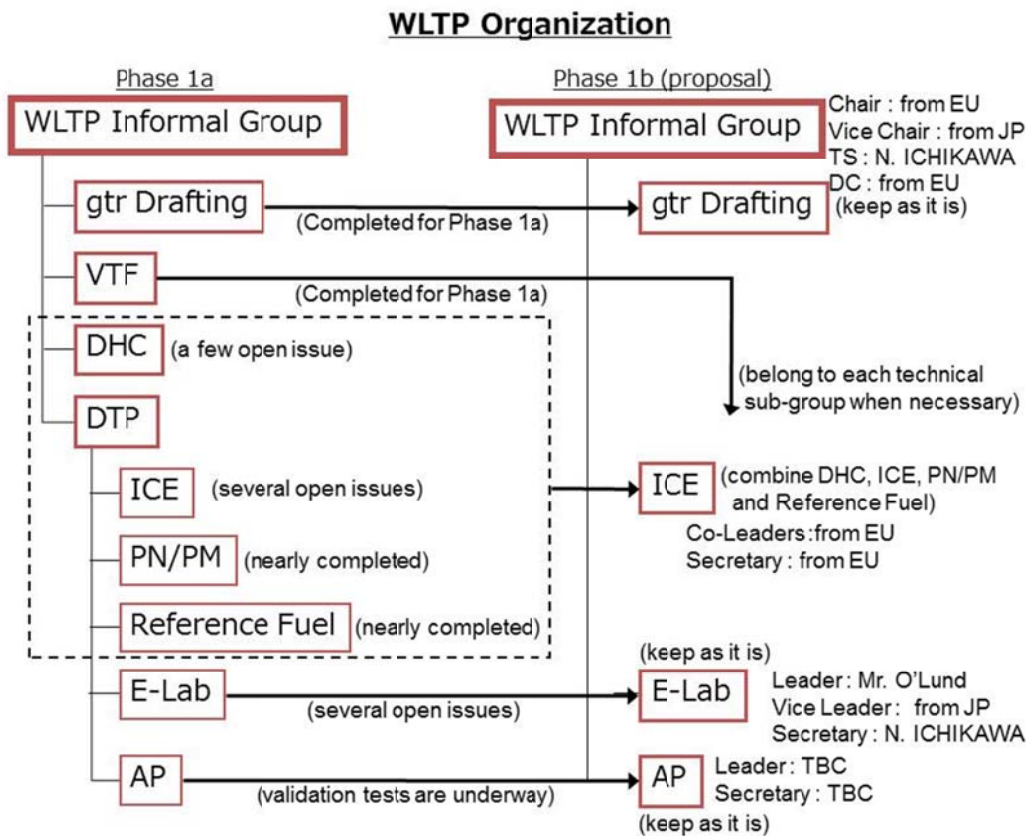 WLTP Organization
Phase 1a
WLTP Informal Group
gtr Drafting
(Completed for Phase 1a)
VTF
(Completed for Phase 1a)
DHC
(a few open issue)
DTP
ICE
(several open issues)
PN/PM
(nearly completed)
Reference Fuel
(nearly completed)
E-Lab
(several open issues)
AP
(validation tests are underway)
Phase 1b (proposal)
WLTP Informal Group
Chair : from EU
Vice Chair : from JP
TS : N. ICHIKAWA
DC : from EU
gtr Drafting
(keep as it is)
(belong to each technical
sub-group when necessary)
ICE
(combine DHC, ICE, PN/PM
and Reference Fuel)
Co-Leaders :from EU
Secretary : from EU
(keep as it is)
E-Lab
Leader : Mr. O'Lund
Vice Leader : from JP
Secretary : N. ICHIKAWA
AP
Leader : TBC
Secretary : TBC
(keep as it is)